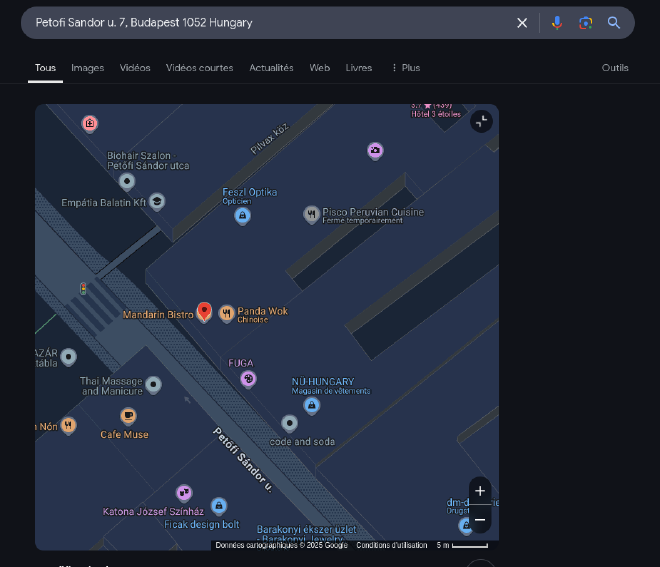 Petofi Sandor u. 7, Budapest 1052 Hungary
Tous Images Vidéos Vidéos courtes Actualités Web Livres Plus Outils
3.7 ★ (439)
Hôtel 3 étoiles
Pilvax köz
Biohair Szalon
Petőfi Sándor utca
Empátia Balatin Kft
Feszl Optika
Opticien
Pisco Peruvian Cuisine
Fermé temporairement
Mandarin Bistro
Panda Wok
Chinoise
AZÁR
tábla
FUGA
Thai Massage
and Manicure
NÜ HUNGARY
Magasin de vêtements
a Nőn
Cafe Muse
code and soda
Petőfi Sándor u.
Katona József Színház
Ficak design bolt
dm-d
Drogst
Barakonyi ékszer üzlet
- Barakonyi Jewelry
Données cartographiques © 2025 Google Conditions d'utilisation 5 m